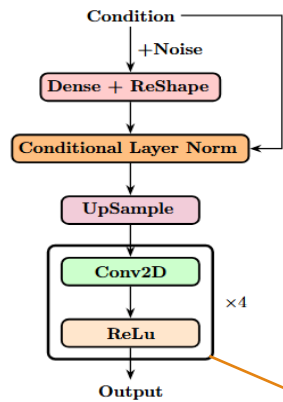 Condition
+Noise
Dense + ReShape
Conditional Layer Norm
UpSample
Conv2D
×4
ReLu
Output